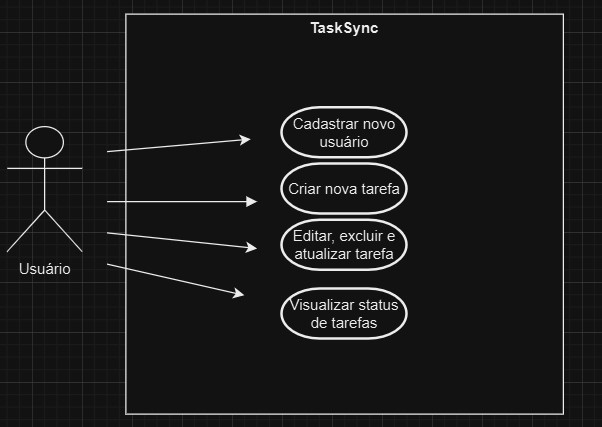 TaskSync
Cadastrar novo
usuário
Criar nova tarefa
Editar, excluir e
atualizar tarefa
Visualizar status
de tarefas
Usuário